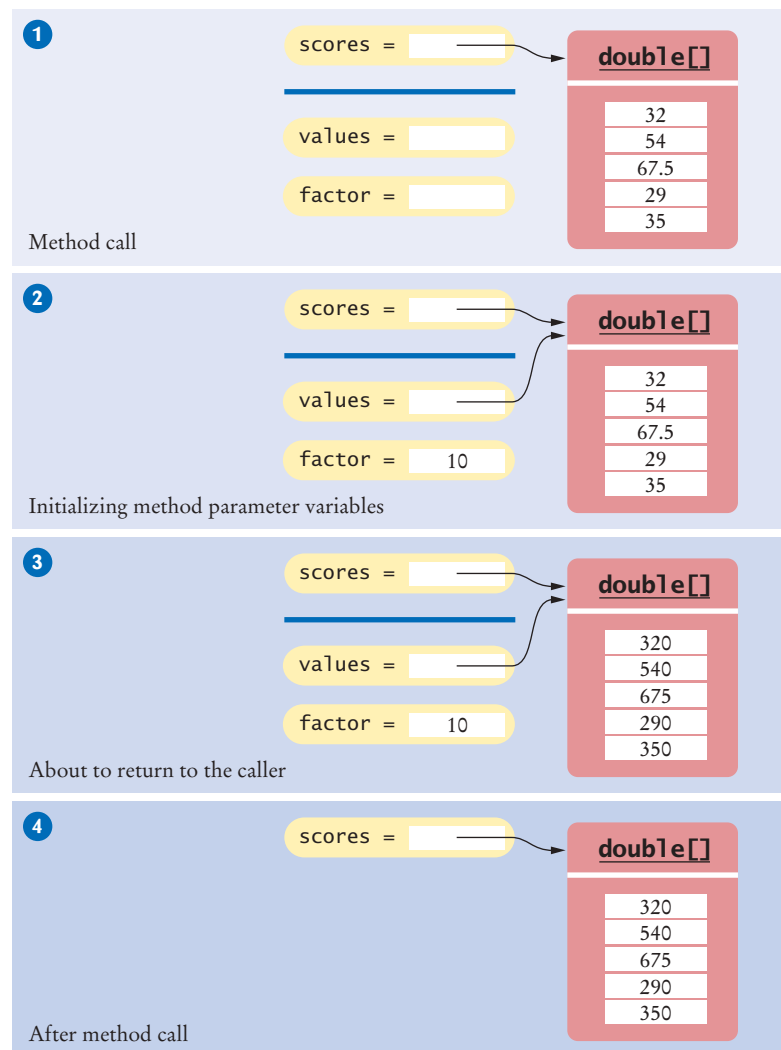 1
scores =
double[]
values =
factor =
32
54
67.5
29
35
Method call
2
scores =
double[]
values =
factor = 10
32
54
67.5
29
35
Initializing method parameter variables
3
scores =
double[]
values =
factor = 10
320
540
675
290
350
About to return to the caller
4
scores =
double[]
320
540
675
290
350
After method call